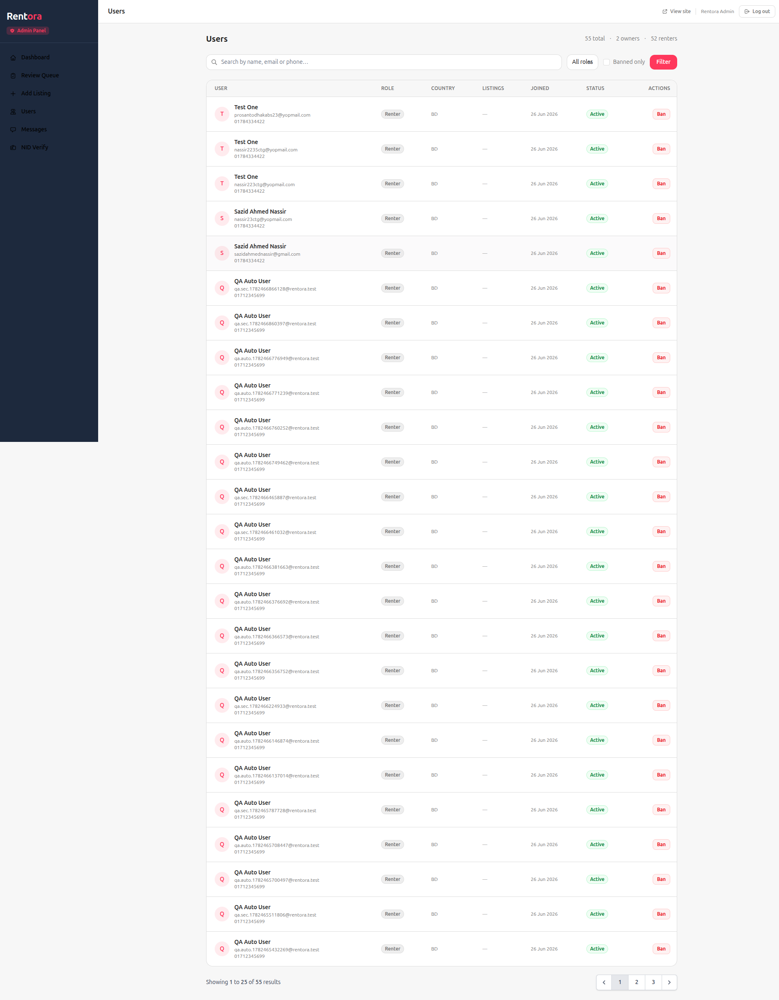 Rentora
Admin Panel
Dashboard
Review Queue
Add Listing
Users
Messages
NID Verify
Users
View site
Rentora Admin
Log out
Users
55 total · 2 owners · 52 renters
Search by name, email or phone...
All roles
Banned only
Filter
USER ROLE COUNTRY LISTINGS JOINED STATUS ACTIONS
Test One
prosantodhakabs23@yopmail.com
01784334422
Renter BD — 26 Jun 2026 Active Ban
Test One
nassir2235ctg@yopmail.com
01784334422
Renter BD — 26 Jun 2026 Active Ban
Test One
nassir223ctg@yopmail.com
01784334422
Renter BD — 26 Jun 2026 Active Ban
Sazid Ahmed Nassir
nassir23ctg@yopmail.com
01784334422
Renter BD — 26 Jun 2026 Active Ban
Sazid Ahmed Nassir
sazidahmednassir@gmail.com
01784334422
Renter BD — 26 Jun 2026 Active Ban
QA Auto User
qa.sec.1782466866128@rentora.test
01712345699
Renter BD — 26 Jun 2026 Active Ban
QA Auto User
qa.sec.1782466860397@rentora.test
01712345699
Renter BD — 26 Jun 2026 Active Ban
QA Auto User
qa.auto.1782466776949@rentora.test
01712345699
Renter BD — 26 Jun 2026 Active Ban
QA Auto User
qa.auto.1782466771239@rentora.test
01712345699
Renter BD — 26 Jun 2026 Active Ban
QA Auto User
qa.auto.1782466760252@rentora.test
01712345699
Renter BD — 26 Jun 2026 Active Ban
QA Auto User
qa.auto.1782466749462@rentora.test
01712345699
Renter BD — 26 Jun 2026 Active Ban
QA Auto User
qa.sec.1782466465887@rentora.test
01712345699
Renter BD — 26 Jun 2026 Active Ban
QA Auto User
qa.sec.1782466461032@rentora.test
01712345699
Renter BD — 26 Jun 2026 Active Ban
QA Auto User
qa.auto.1782466381663@rentora.test
01712345699
Renter BD — 26 Jun 2026 Active Ban
QA Auto User
qa.auto.1782466376692@rentora.test
01712345699
Renter BD — 26 Jun 2026 Active Ban
QA Auto User
qa.auto.1782466366573@rentora.test
01712345699
Renter BD — 26 Jun 2026 Active Ban
QA Auto User
qa.auto.1782466356752@rentora.test
01712345699
Renter BD — 26 Jun 2026 Active Ban
QA Auto User
qa.sec.1782466224933@rentora.test
01712345699
Renter BD — 26 Jun 2026 Active Ban
QA Auto User
qa.auto.1782466146874@rentora.test
01712345699
Renter BD — 26 Jun 2026 Active Ban
QA Auto User
qa.auto.1782466137014@rentora.test
01712345699
Renter BD — 26 Jun 2026 Active Ban
QA Auto User
qa.sec.1782465787728@rentora.test
01712345699
Renter BD — 26 Jun 2026 Active Ban
QA Auto User
qa.auto.1782465708447@rentora.test
01712345699
Renter BD — 26 Jun 2026 Active Ban
QA Auto User
qa.auto.1782465700497@rentora.test
01712345699
Renter BD — 26 Jun 2026 Active Ban
QA Auto User
qa.sec.1782465511806@rentora.test
01712345699
Renter BD — 26 Jun 2026 Active Ban
QA Auto User
qa.auto.1782465432269@rentora.test
01712345699
Renter BD — 26 Jun 2026 Active Ban
Showing 1 to 25 of 55 results
1 2 3